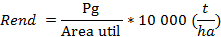 Rend = Pg / Area util * 10 000 (t / ha)